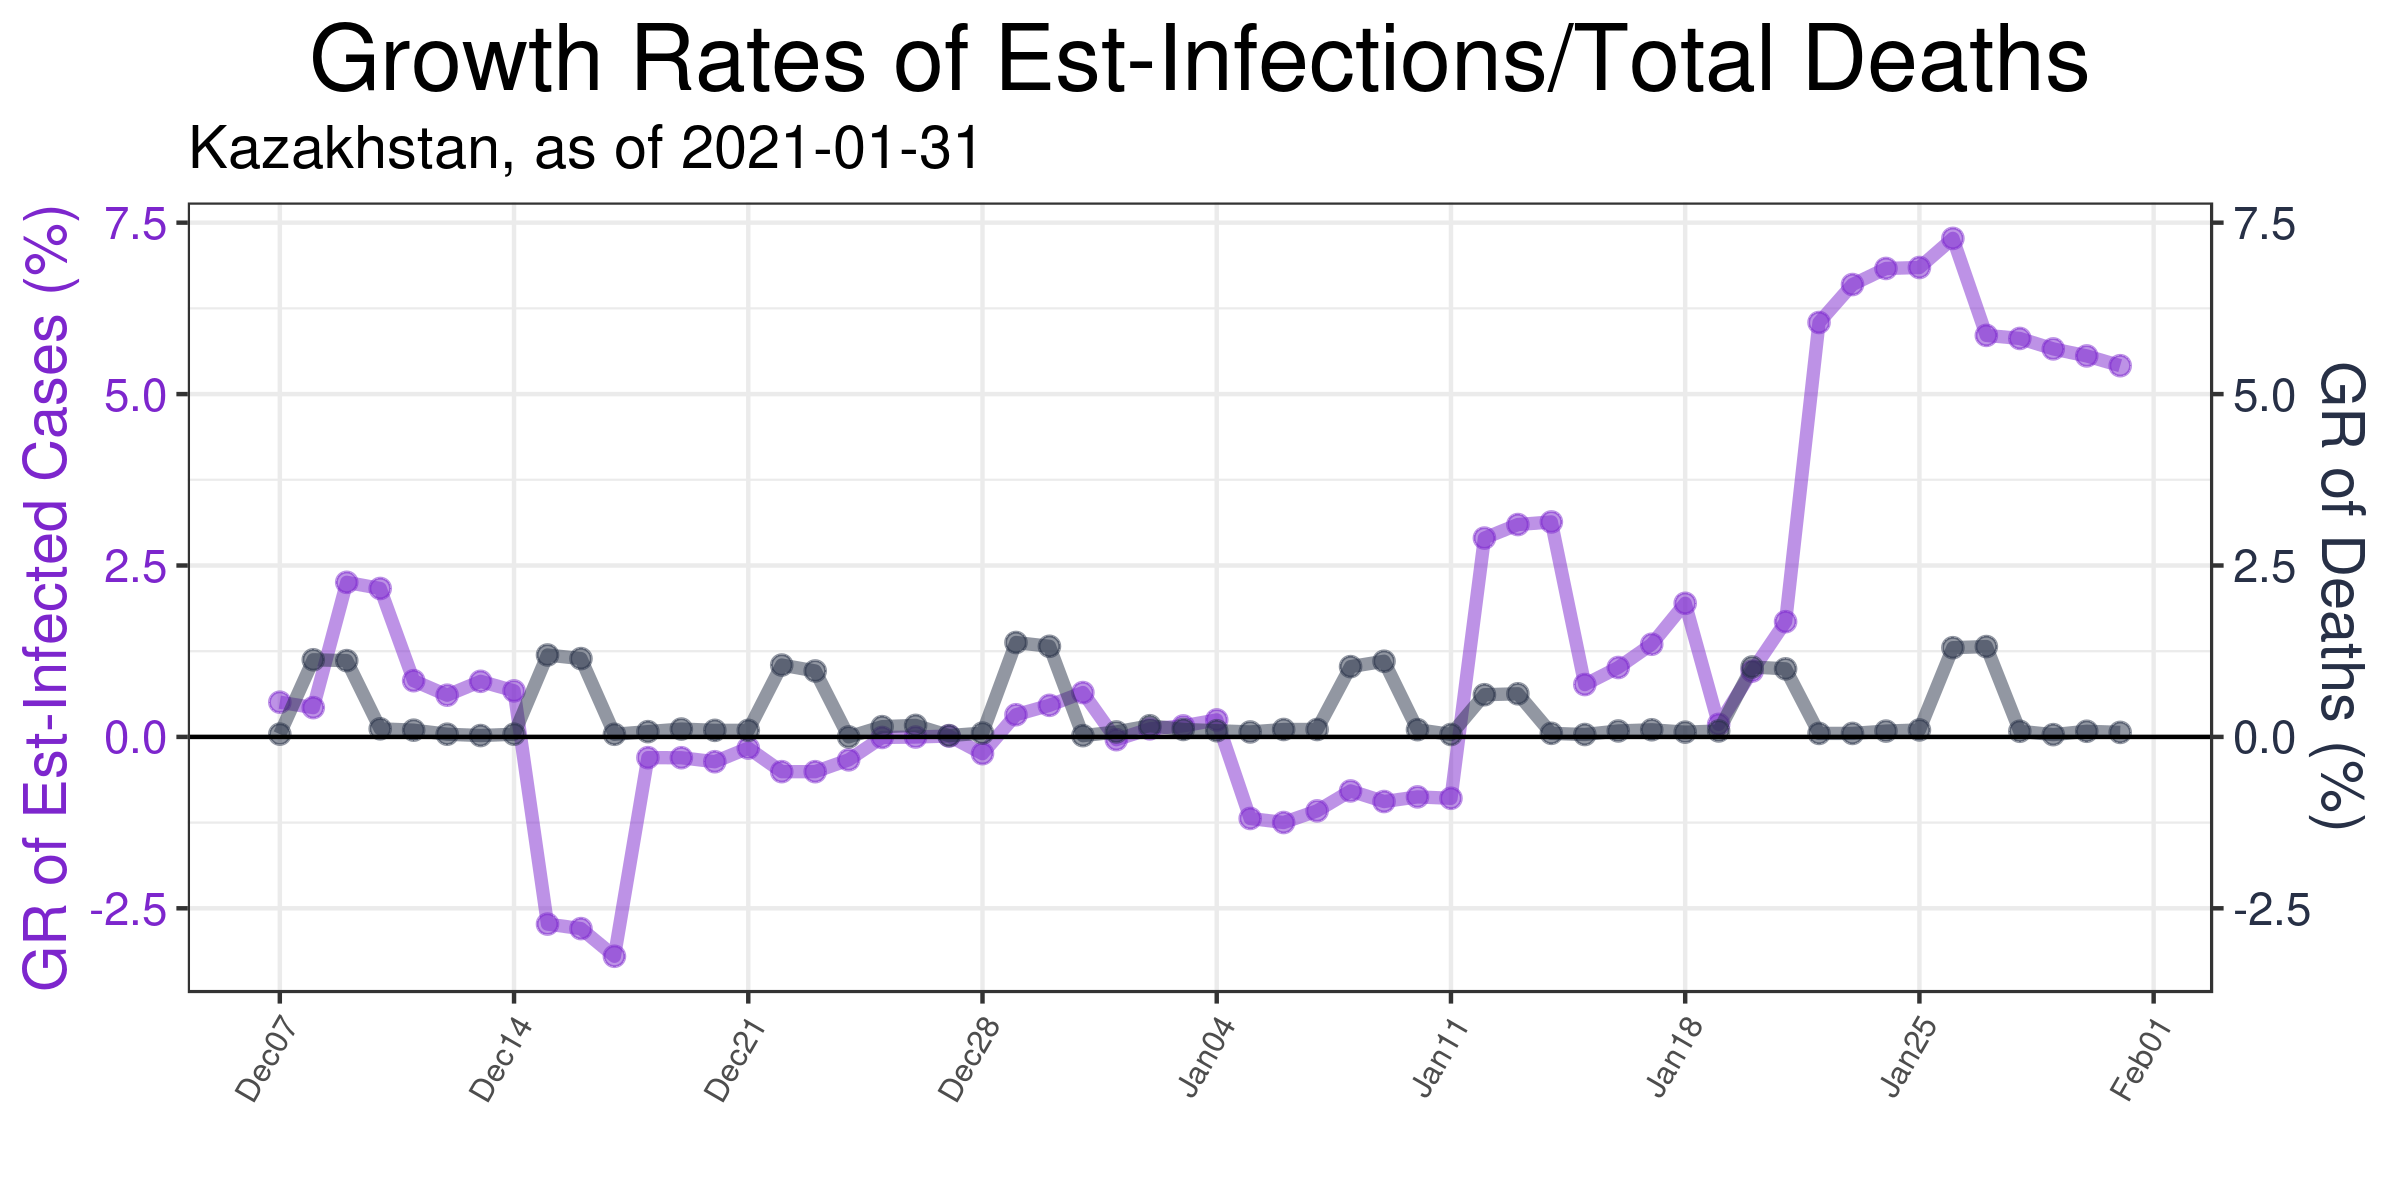 Growth Rates of Est-Infections/Total Deaths
Kazakhstan, as of 2021-01-31
GR of Est-Infected Cases (%)
7.5
5.0
2.5
0.0
-2.5
7.5
5.0
2.5
0.0
-2.5
GR of Deaths (%)
Dec07
Dec14
Dec21
Dec28
Jan04
Jan11
Jan18
Jan25
Feb01